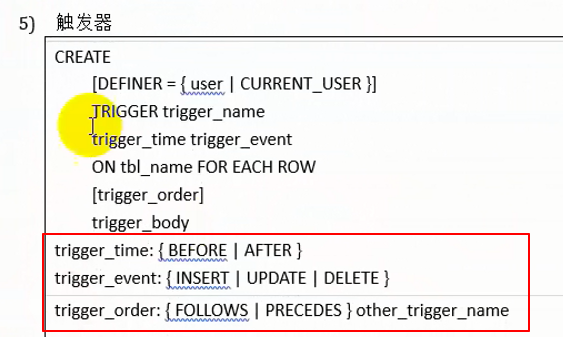 5) 触发器
CREATE
[DEFINER = { user | CURRENT_USER }]
TRIGGER trigger_name
trigger_time trigger_event
ON tbl_name FOR EACH ROW
[trigger_order]
trigger_body
trigger_time: { BEFORE | AFTER }
trigger_event: { INSERT | UPDATE | DELETE }
trigger_order: { FOLLOWS | PRECEDES } other_trigger_name